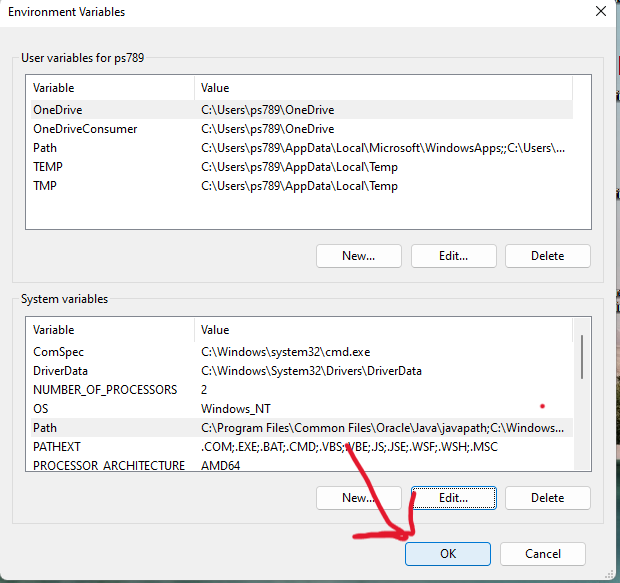 Environment Variables
User variables for ps789
Variable Value
OneDrive C:\Users\ps789\OneDrive
OneDriveConsumer C:\Users\ps789\OneDrive
Path C:\Users\ps789\AppData\Local\Microsoft\WindowsApps;;C:\Users\...
TEMP C:\Users\ps789\AppData\Local\Temp
TMP C:\Users\ps789\AppData\Local\Temp
New... Edit... Delete
System variables
Variable Value
ComSpec C:\Windows\system32\cmd.exe
DriverData C:\Windows\System32\Drivers\DriverData
NUMBER_OF_PROCESSORS 2
OS Windows_NT
Path C:\Program Files\Common Files\Oracle\Java\javapath;C:\Windows...
PATHEXT .COM;.EXE;.BAT;.CMD;.VBS;.VBE;.JS;.JSE;.WSF;.WSH;.MSC
PROCESSOR_ARCHITECTURE AMD64
New... Edit... Delete
OK Cancel